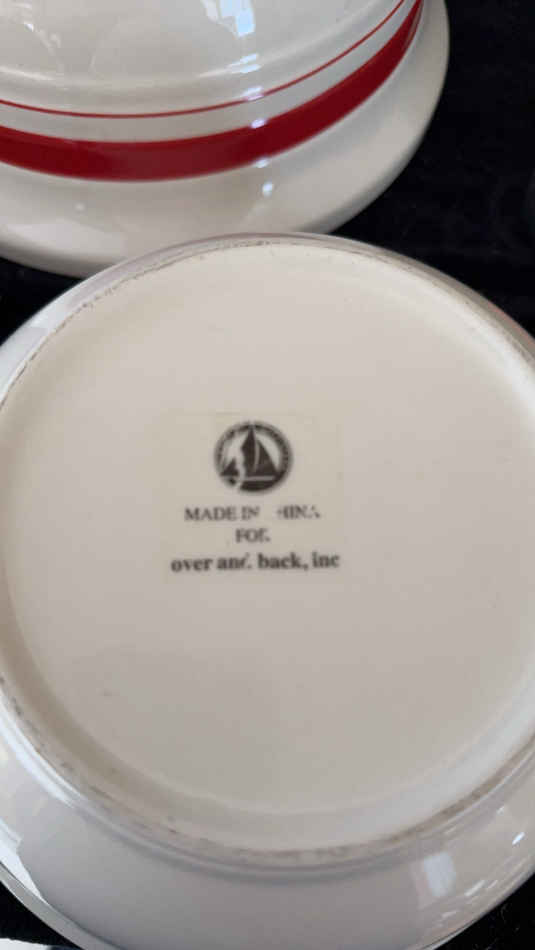 MADE IN CHINA
FOR
over and back, inc